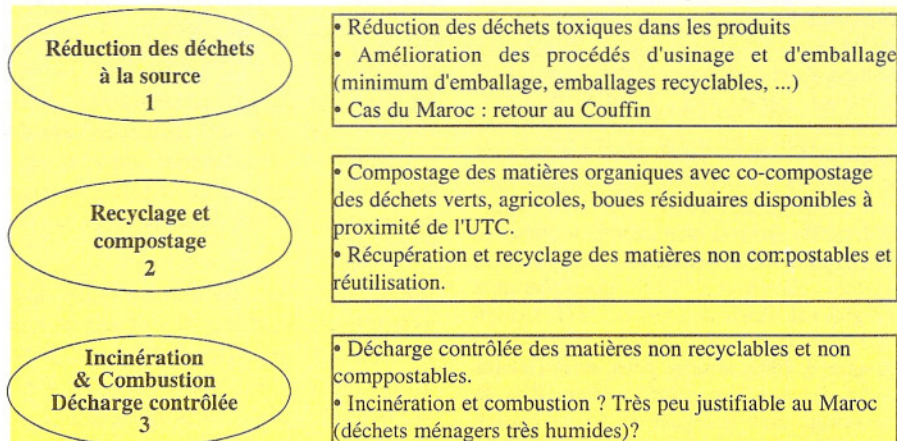 Réduction des déchets
à la source
1
• Réduction des déchets toxiques dans les produits
• Amélioration des procédés d'usinage et d'emballage
(minimum d'emballage, emballages recyclables, ...)
• Cas du Maroc : retour au Couffin
Recyclage et
compostage
2
• Compostage des matières organiques avec co-compostage
des déchets verts, agricoles, boues résiduaires disponibles à
proximité de l'UTC.
• Récupération et recyclage des matières non compostables et
réutilisation.
Incinération
& Combustion
Décharge contrôlée
3
• Décharge contrôlée des matières non recyclables et non
comppostables.
• Incinération et combustion ? Très peu justifiable au Maroc
(déchets ménagers très humides)?